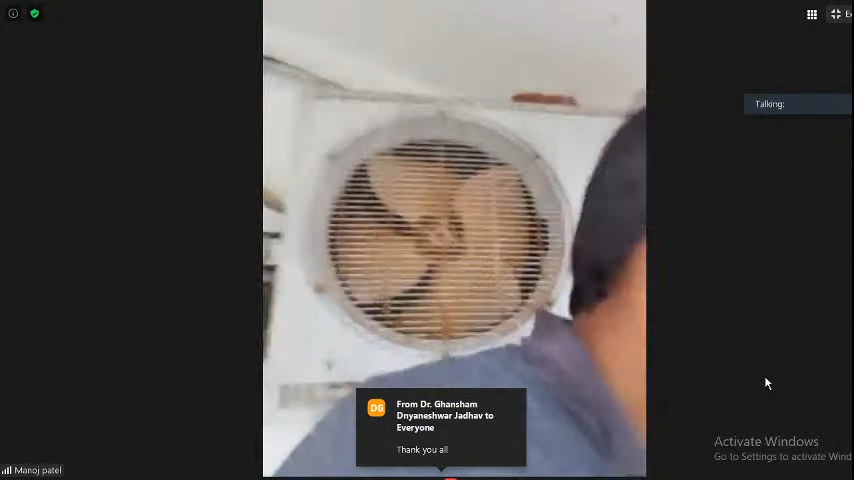 Ex
Talking:
DG
From Dr. Ghansham
Dnyaneshwar Jadhav to
Everyone
Thank you all
Activate Windows
Go to Settings to activate Wind
Manoj patel